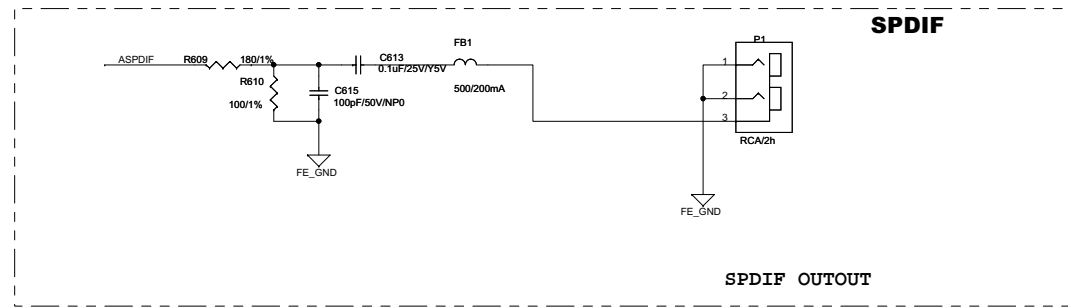 SPDIF
P1
FB1
C613
ASPDIF
R609
180/1%
1
0.1uF/25V/Y5V
R610
C615
500/200mA
2
100/1%
100pF/50V/NP0
3
RCA/2h
FE_GND
FE_GND
SPDIF OUTOUT